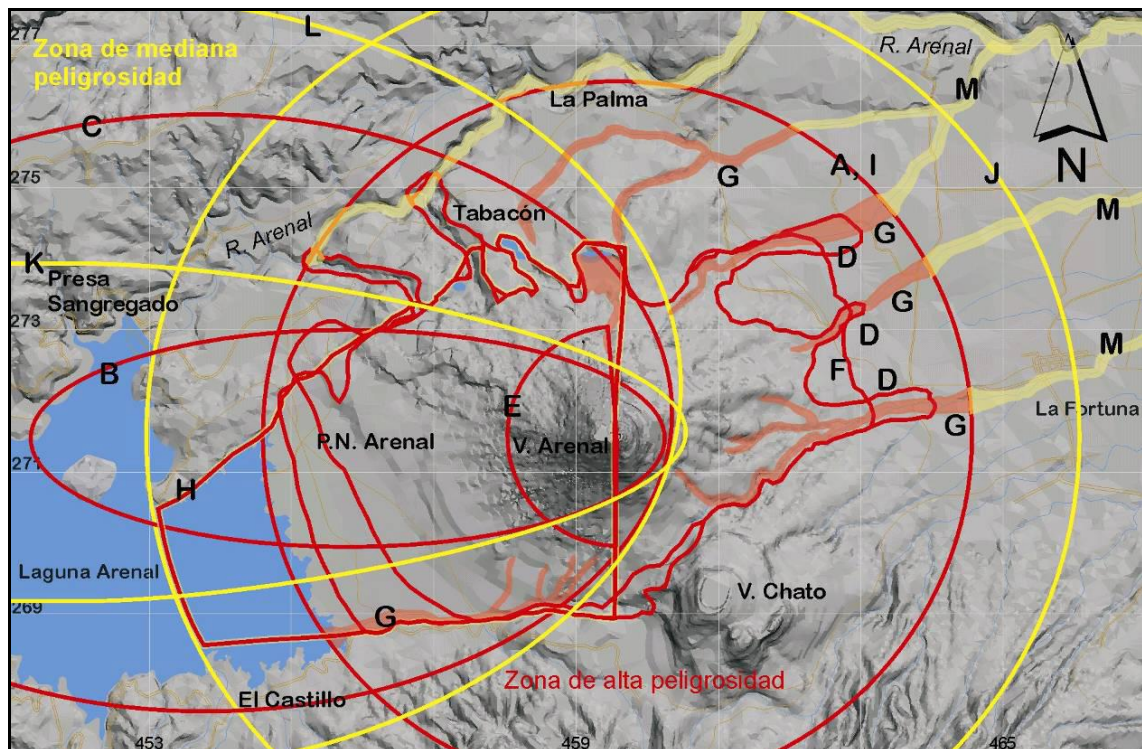 277
L
Zona de mediana
peligrosidad
R. Arenal
M
La Palma
C
A, I
J
N
275
G
Tabacón
M
R. Arenal
G
D
K
Presa
Sangregado
G
273
D
M
B
F
D
E
La Fortuna
P.N. Arenal
V. Arenal
G
271
H
Laguna Arenal
V. Chato
269
G
Zona de alta peligrosidad
El Castillo
453
459
465